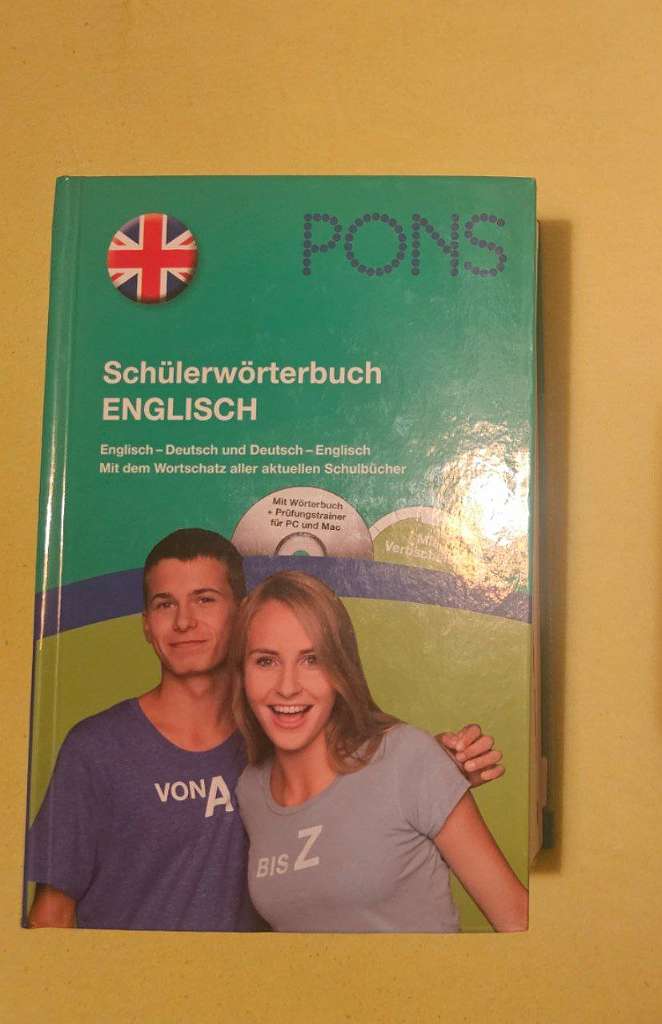 PONS
Schülerwörterbuch
ENGLISCH
Englisch – Deutsch und Deutsch – Englisch
Mit dem Wortschatz aller aktuellen Schulbücher
Mit Wörterbuch
+ Prüfungstrainer
für PC und Mac
VON A
BIS Z